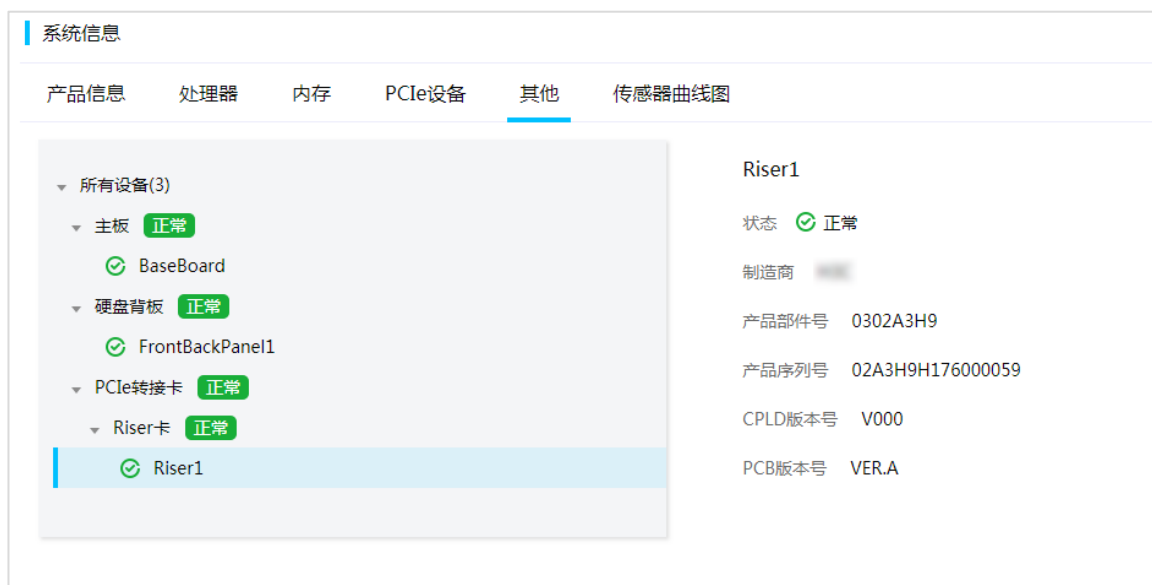 系统信息
产品信息 处理器 内存 PCIe设备 其他 传感器曲线图
所有设备(3)
主板 正常
BaseBoard
硬盘背板 正常
FrontBackPanel1
PCIe转接卡 正常
Riser卡 正常
Riser1
Riser1
状态 正常
制造商
产品部件号 0302A3H9
产品序列号 02A3H9H176000059
CPLD版本号 V000
PCB版本号 VER.A